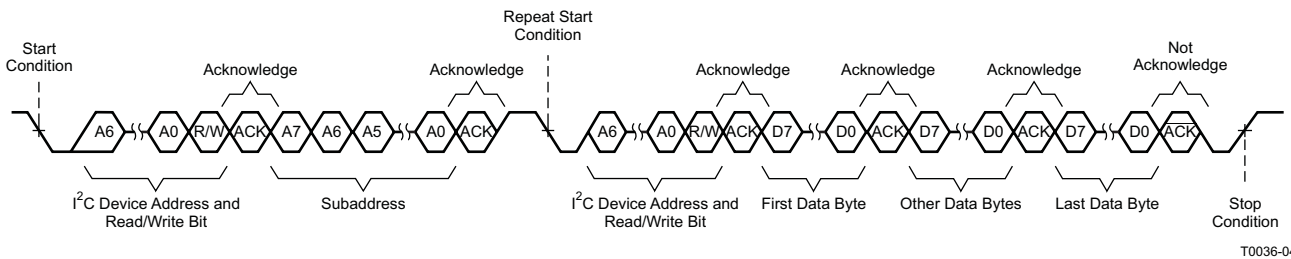 Repeat Start
Condition
Start
Condition
Not
Acknowledge
Acknowledge
Acknowledge
Acknowledge
Acknowledge
Acknowledge
A6 A0 R/W ACK A7 A6 A5 A0 ACK A6 A0 R/W ACK D7 D0 ACK D7 D0 ACK D7 D0 ACK
I2C Device Address and
Read/Write Bit
Subaddress
I2C Device Address and
Read/Write Bit
First Data Byte
Other Data Bytes
Last Data Byte
Stop
Condition
T0036-04